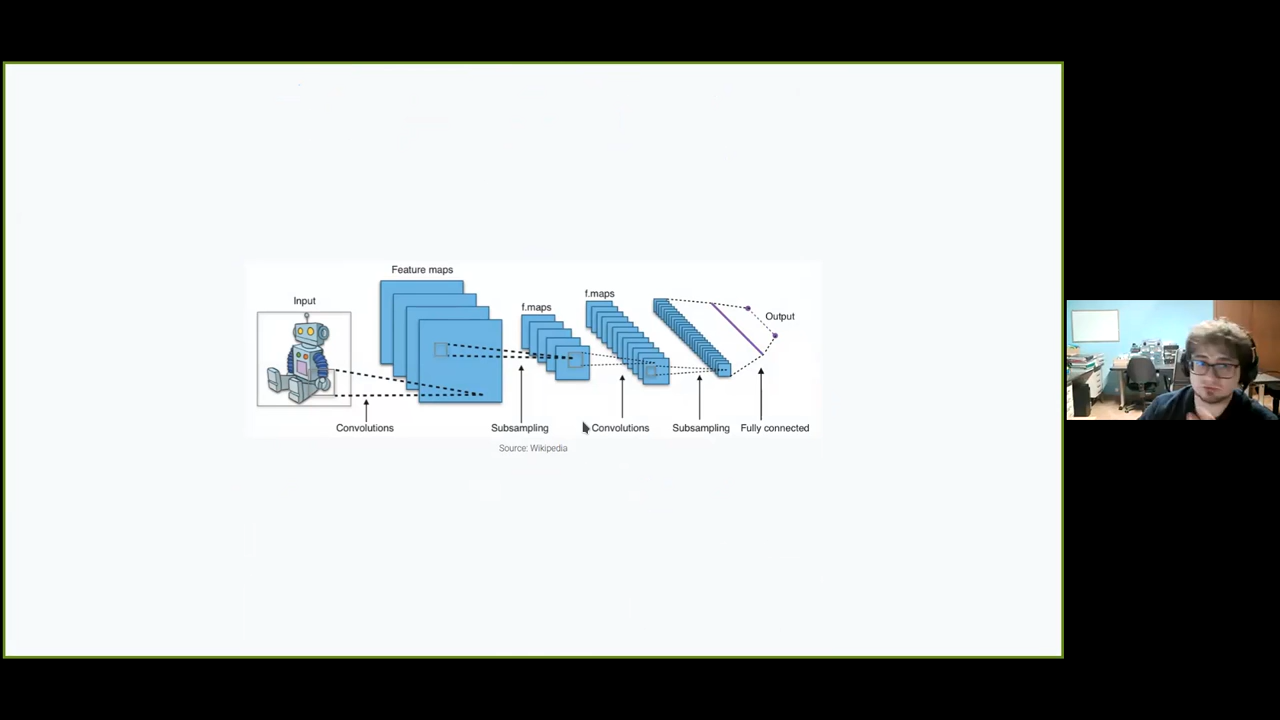 Feature maps
Input
f.maps
f.maps
Output
Convolutions
Subsampling
Convolutions
Subsampling
Fully connected
Source: Wikipedia